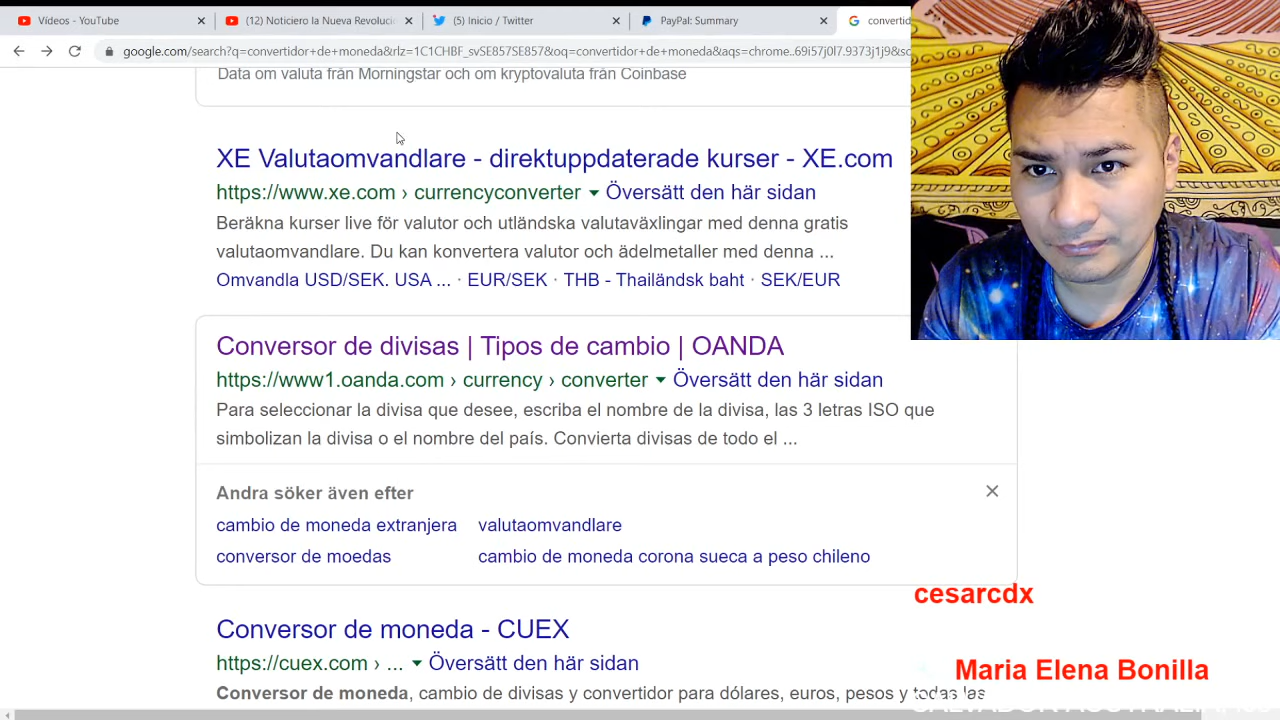 Vídeos - YouTube
(12) Noticiero la Nueva Revoluci
(5) Inicio / Twitter
PayPal: Summary
convertid
google.com/search?q=convertidor+de+moneda&rlz=1C1CHBF_svSE857SE857&oq=convertidor+de+moneda&aqs=chrome..69i57j0l7.9373j1j9&so
Data om valuta från Morningstar och om kryptovaluta från Coinbase
XE Valutaomvandlare - direktuppdaterade kurser - XE.com
https://www.xe.com › currencyconverter Översätt den här sidan
Beräkna kurser live för valutor och utländska valutaväxlingar med denna gratis
valutaomvandlare. Du kan konvertera valutor och ädelmetaller med denna ...
Omvandla USD/SEK. USA ... · EUR/SEK · THB - Thailändsk baht · SEK/EUR
Conversor de divisas | Tipos de cambio | OANDA
https://www1.oanda.com › currency › converter Översätt den här sidan
Para seleccionar la divisa que desee, escriba el nombre de la divisa, las 3 letras ISO que
simbolizan la divisa o el nombre del país. Convierta divisas de todo el ...
Andra söker även efter
cambio de moneda extranjera valutaomvandlare
conversor de moedas cambio de moneda corona sueca a peso chileno
cesarcdx
Conversor de moneda - CUEX
https://cuex.com › ... Översätt den här sidan
Maria Elena Bonilla
Conversor de moneda, cambio de divisas y convertidor para dólares, euros, pesos y todas las